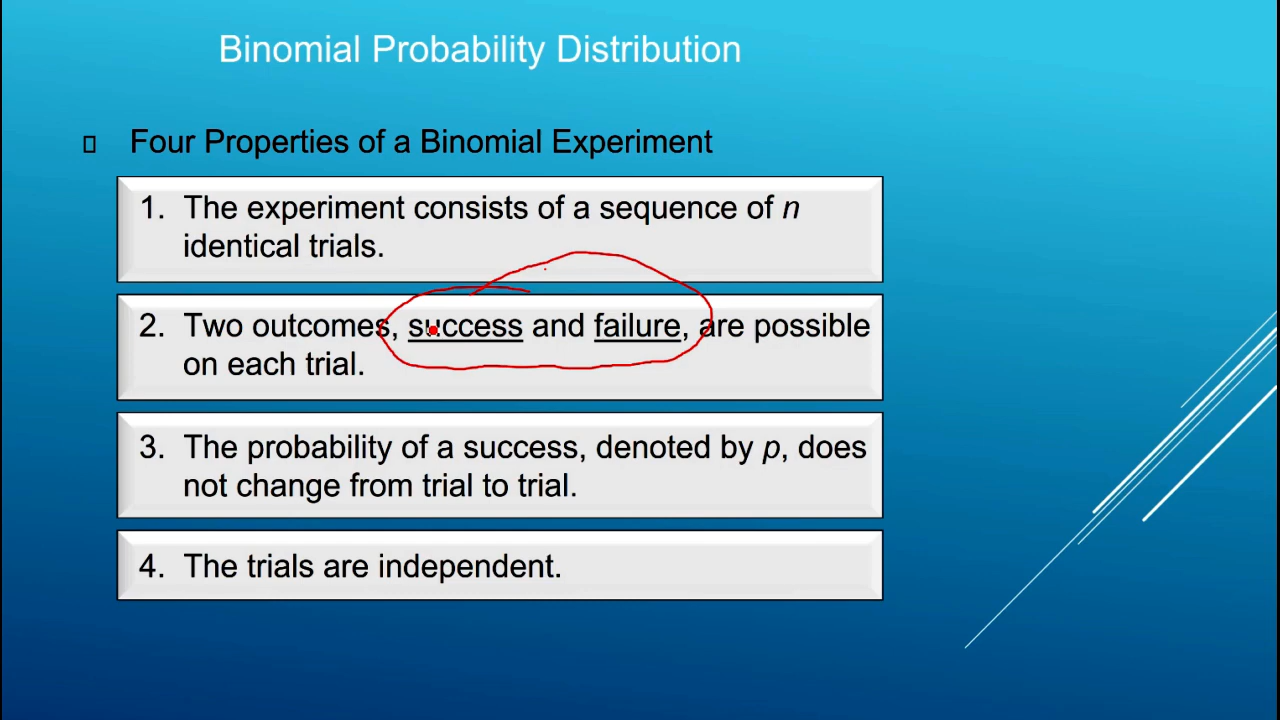 Binomial Probability Distribution
Four Properties of a Binomial Experiment
1. The experiment consists of a sequence of n
identical trials.
2. Two outcomes, success and failure, are possible
on each trial.
3. The probability of a success, denoted by p, does
not change from trial to trial.
4. The trials are independent.